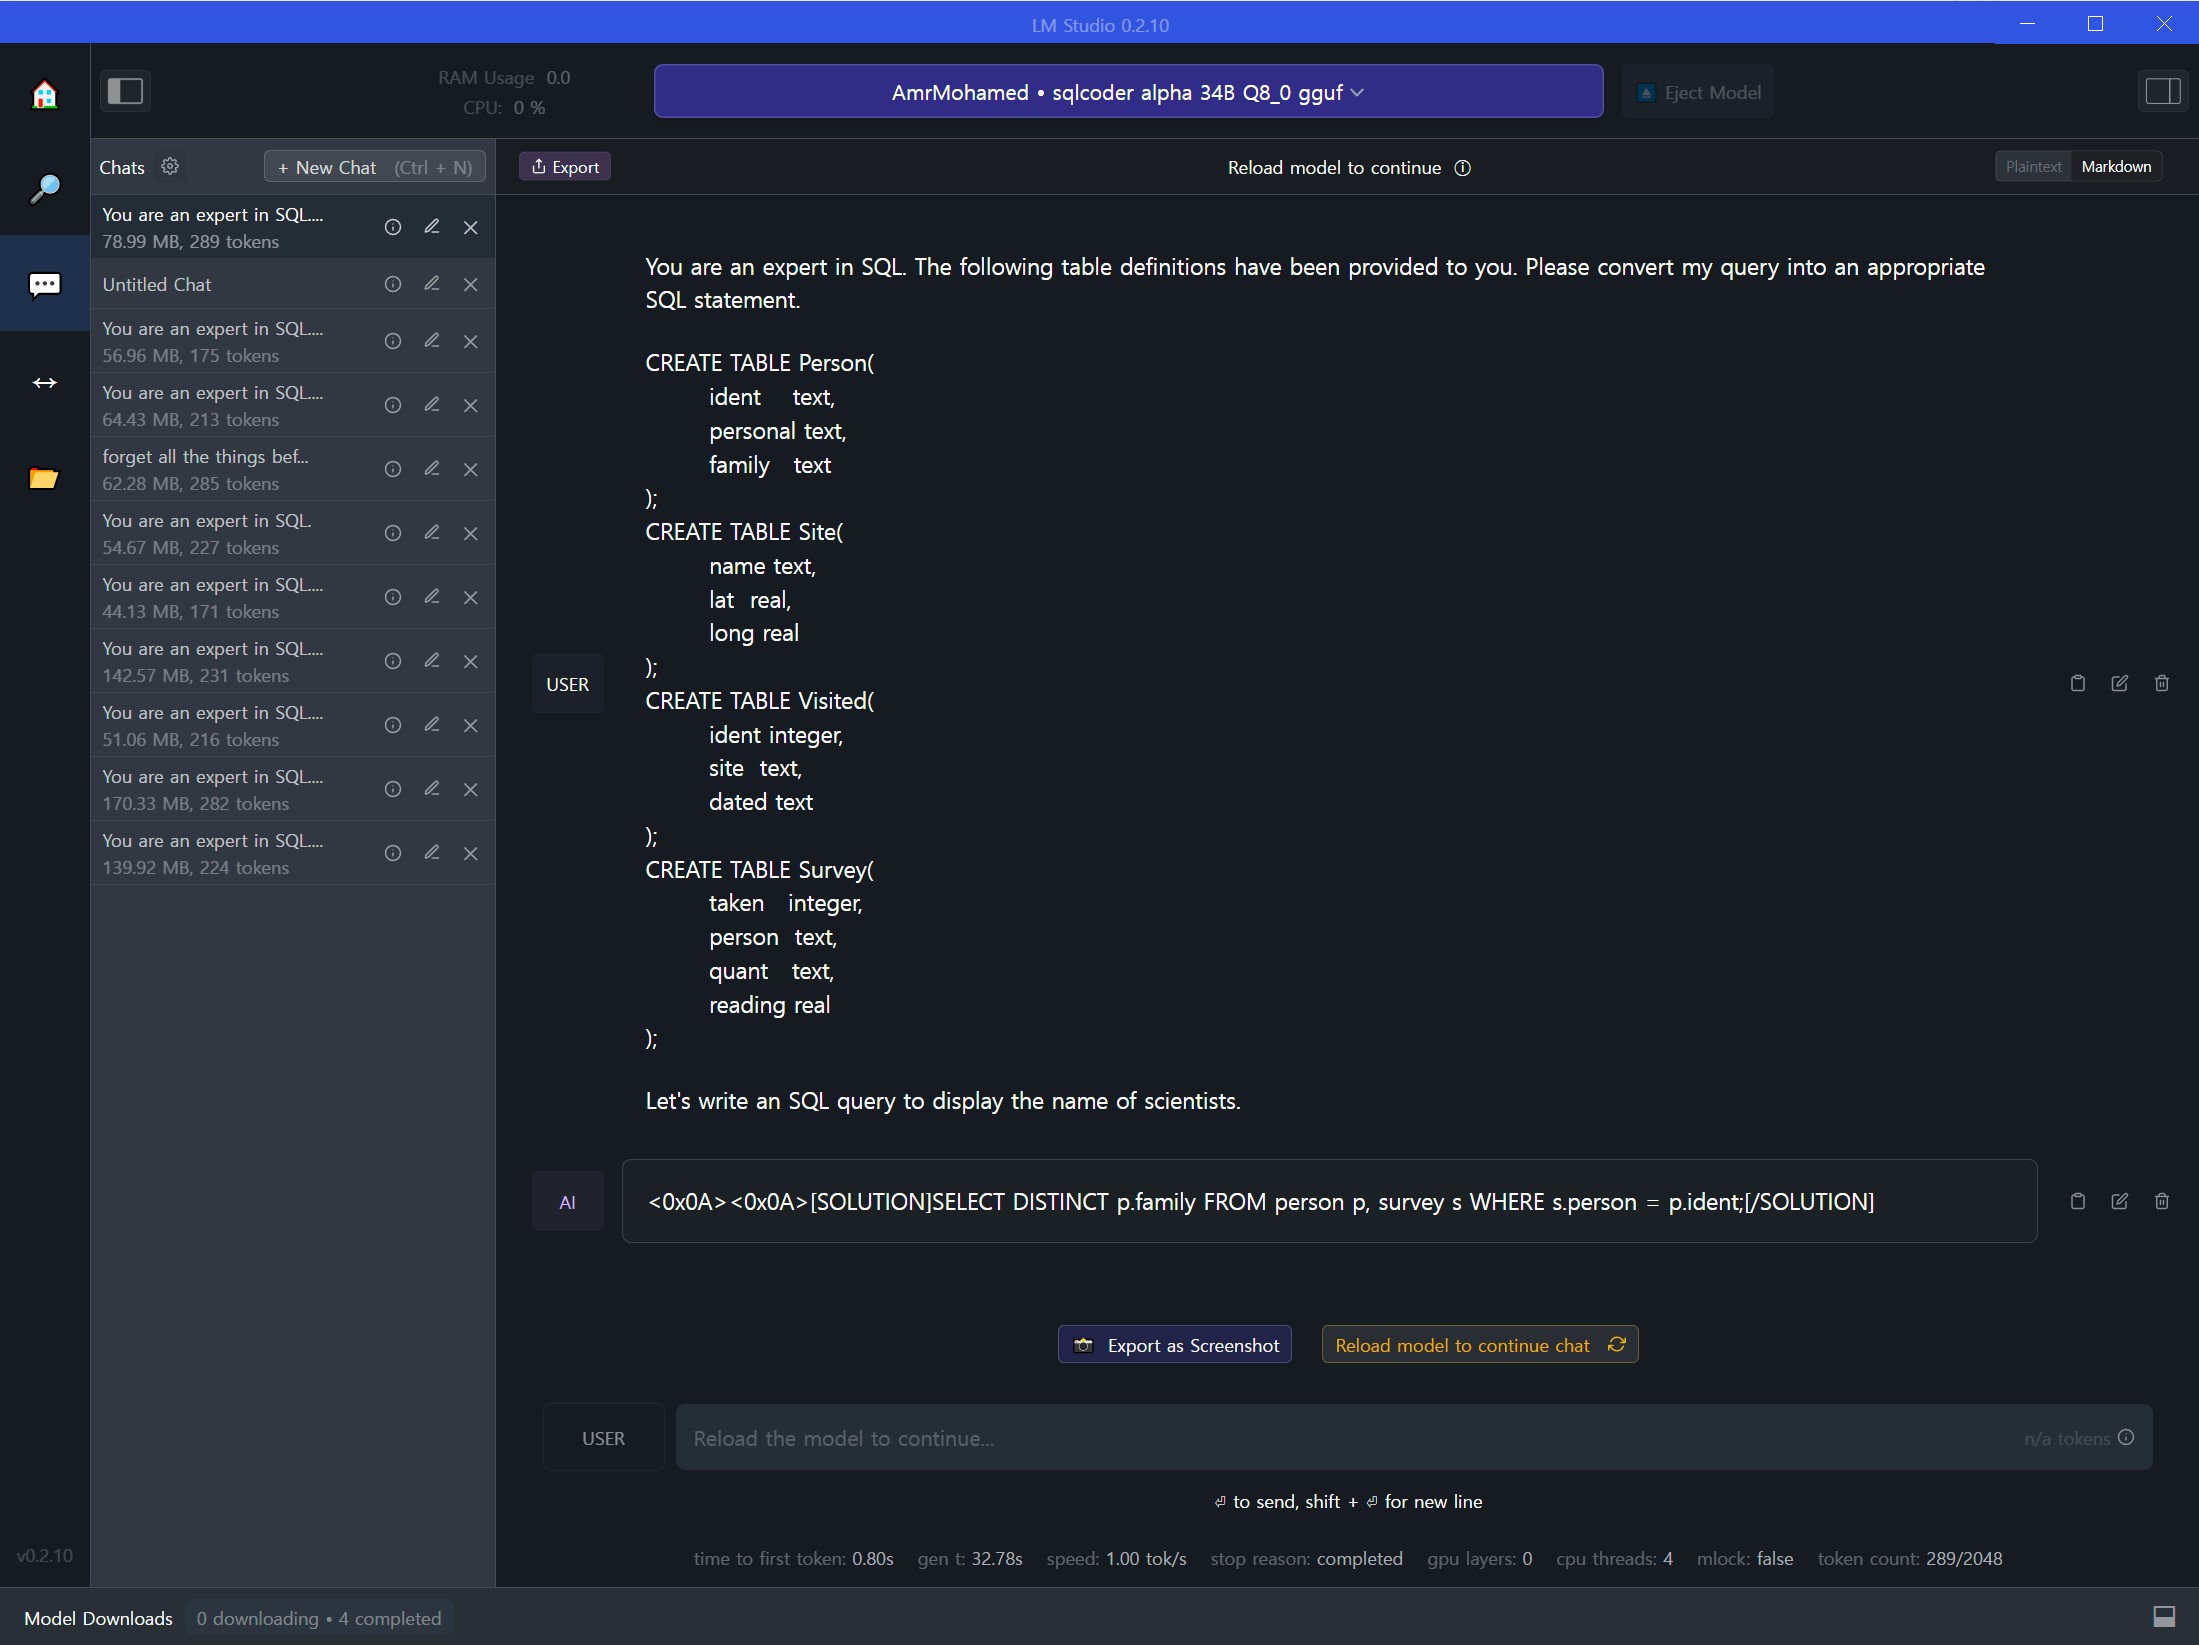 LM Studio 0.2.10
RAM Usage 0.0
CPU: 0 %
AmrMohamed • sqlcoder alpha 34B Q8_0 gguf
Eject Model
Chats
+ New Chat (Ctrl + N)
Export
Reload model to continue
Plaintext Markdown
You are an expert in SQL....
78.99 MB, 289 tokens
Untitled Chat
You are an expert in SQL....
56.96 MB, 175 tokens
You are an expert in SQL....
64.43 MB, 213 tokens
forget all the things bef...
62.28 MB, 285 tokens
You are an expert in SQL.
54.67 MB, 227 tokens
You are an expert in SQL....
44.13 MB, 171 tokens
You are an expert in SQL....
142.57 MB, 231 tokens
You are an expert in SQL....
51.06 MB, 216 tokens
You are an expert in SQL....
170.33 MB, 282 tokens
You are an expert in SQL....
139.92 MB, 224 tokens
v0.2.10
USER
You are an expert in SQL. The following table definitions have been provided to you. Please convert my query into an appropriate
SQL statement.
CREATE TABLE Person(
ident text,
personal text,
family text
);
CREATE TABLE Site(
name text,
lat real,
long real
);
CREATE TABLE Visited(
ident integer,
site text,
dated text
);
CREATE TABLE Survey(
taken integer,
person text,
quant text,
reading real
);
Let's write an SQL query to display the name of scientists.
AI
<0x0A><0x0A>[SOLUTION]SELECT DISTINCT p.family FROM person p, survey s WHERE s.person = p.ident;[/SOLUTION]
Export as Screenshot
Reload model to continue chat
USER
Reload the model to continue...
n/a tokens
⏎ to send, shift + ⏎ for new line
time to first token: 0.80s gen t: 32.78s speed: 1.00 tok/s stop reason: completed gpu layers: 0 cpu threads: 4 mlock: false token count: 289/2048
Model Downloads 0 downloading • 4 completed